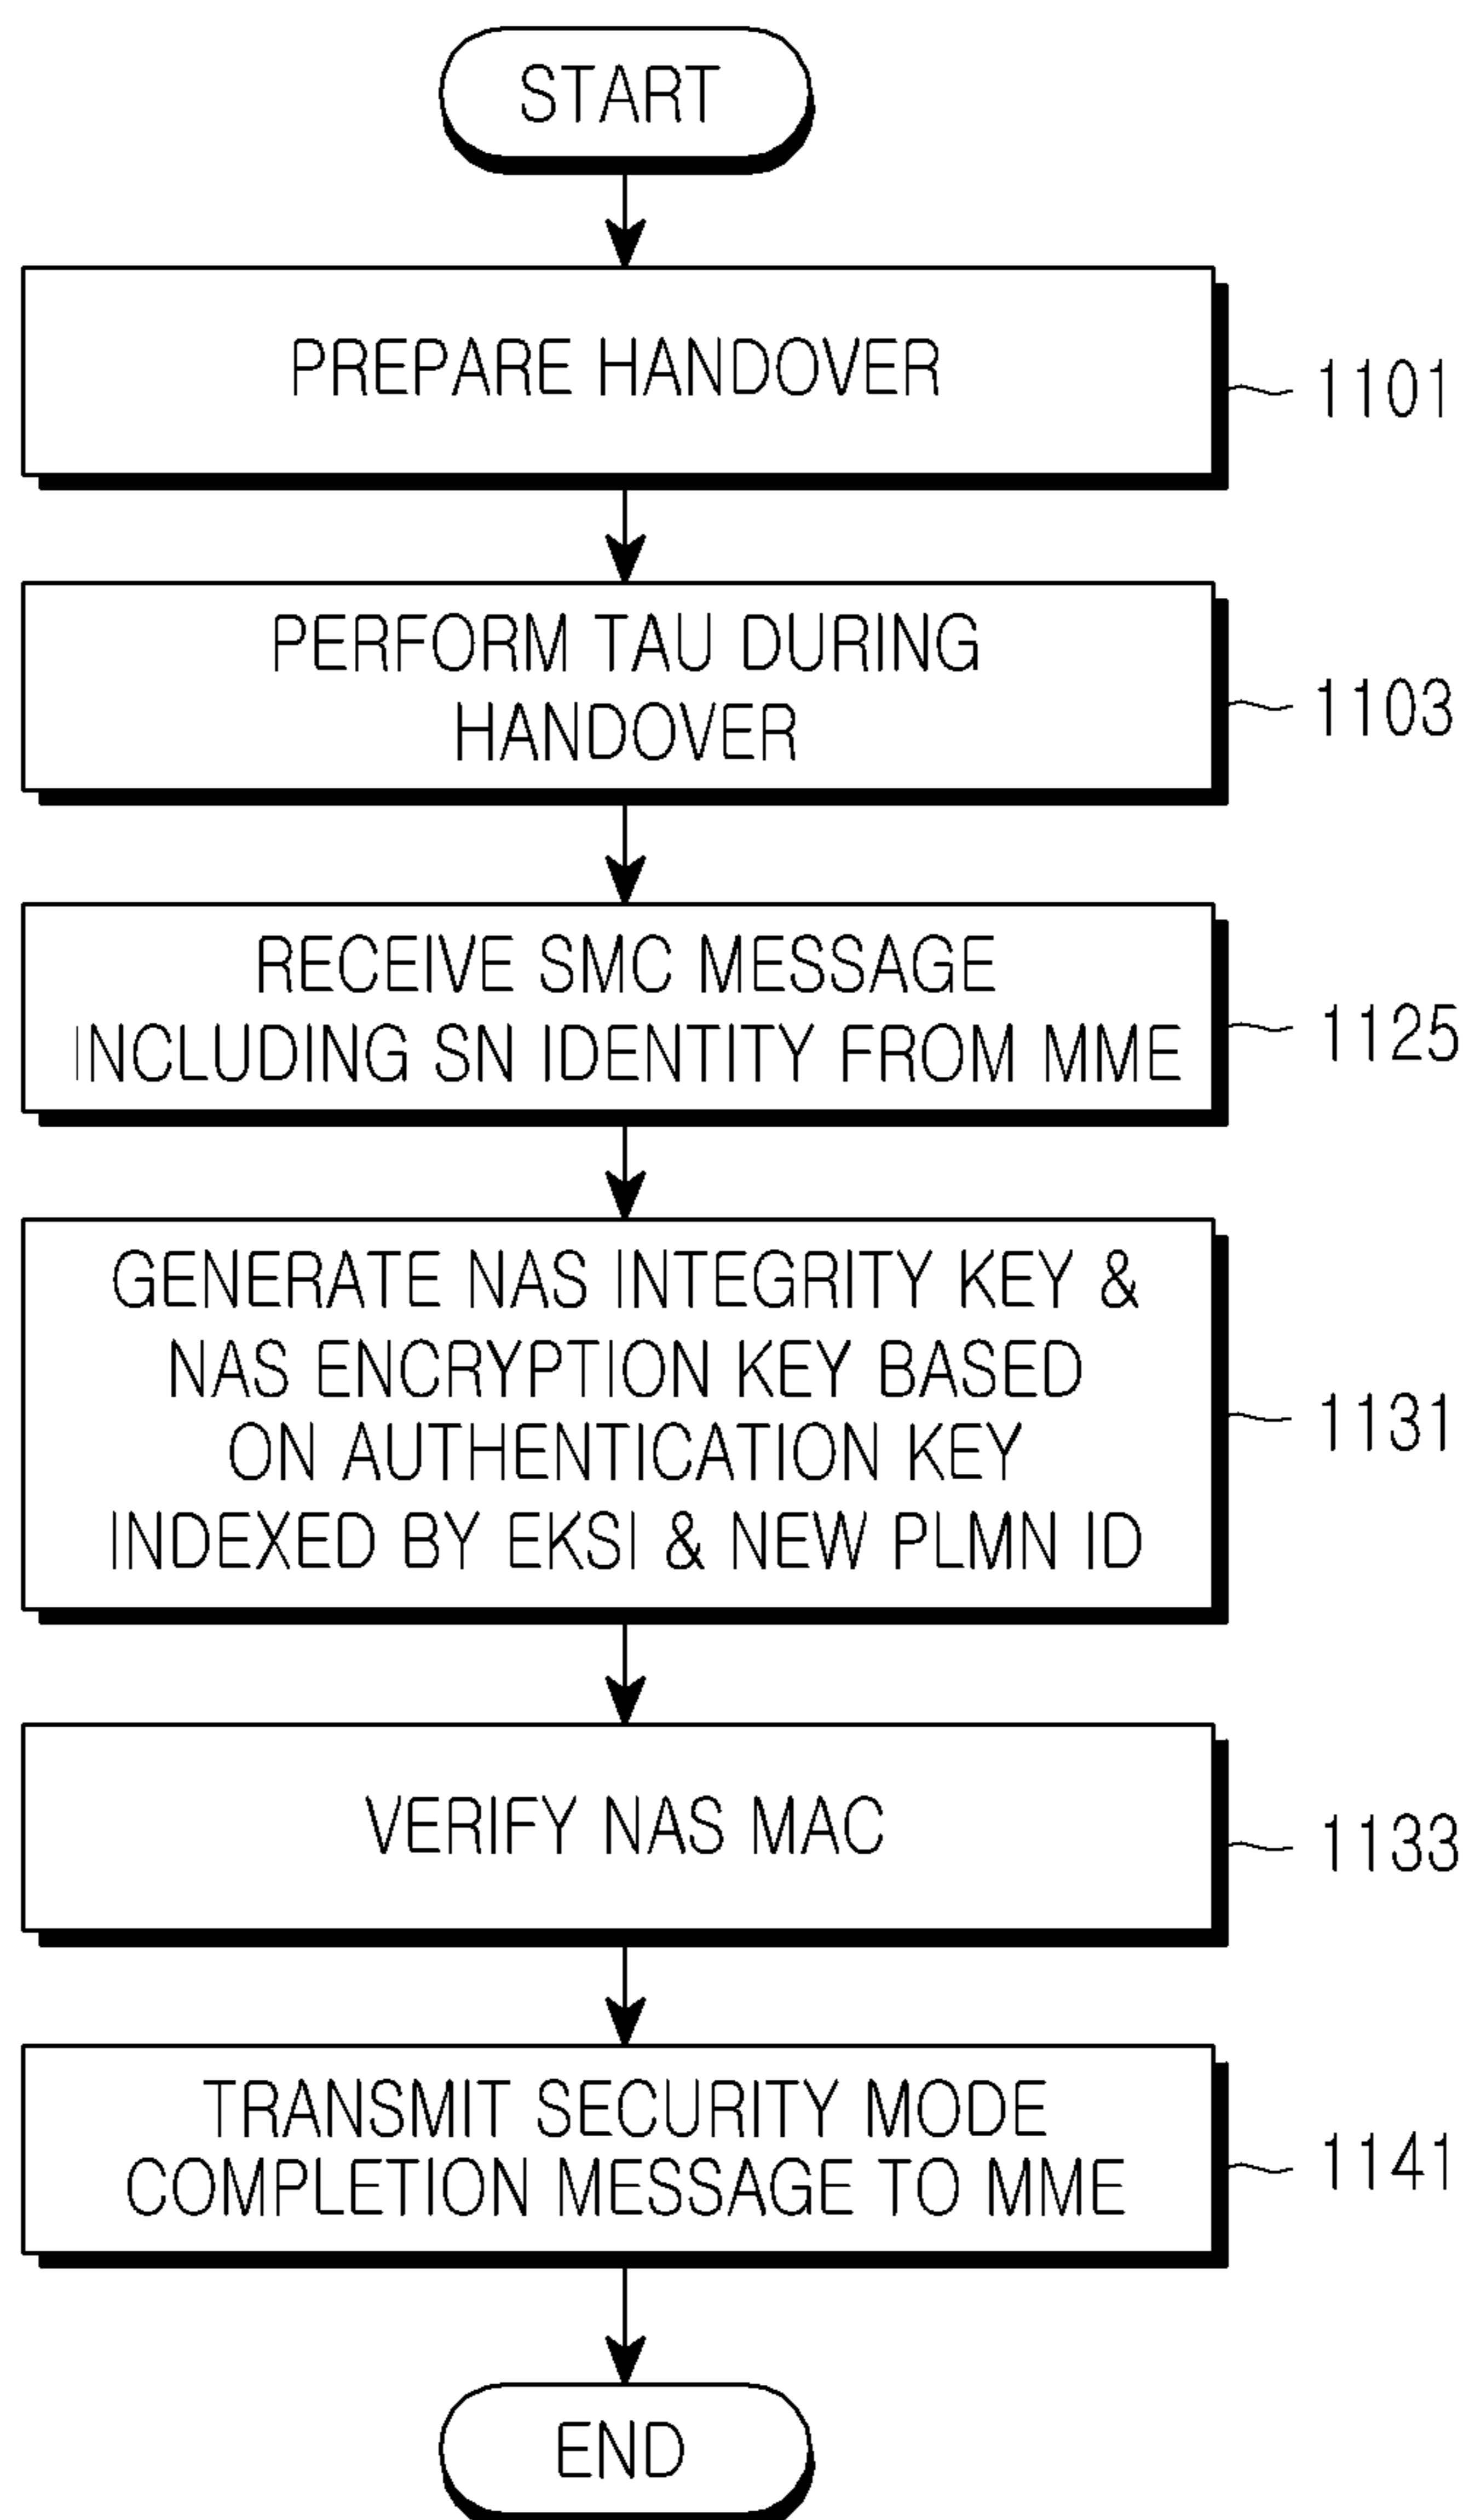 START
PREPARE HANDOVER
1101
PERFORM TAU DURING
HANDOVER
1103
RECEIVE SMC MESSAGE
INCLUDING SN IDENTITY FROM MME
1125
GENERATE NAS INTEGRITY KEY &
NAS ENCRYPTION KEY BASED
ON AUTHENTICATION KEY
INDEXED BY EKSI & NEW PLMN ID
1131
VERIFY NAS MAC
1133
TRANSMIT SECURITY MODE
COMPLETION MESSAGE TO MME
1141
END